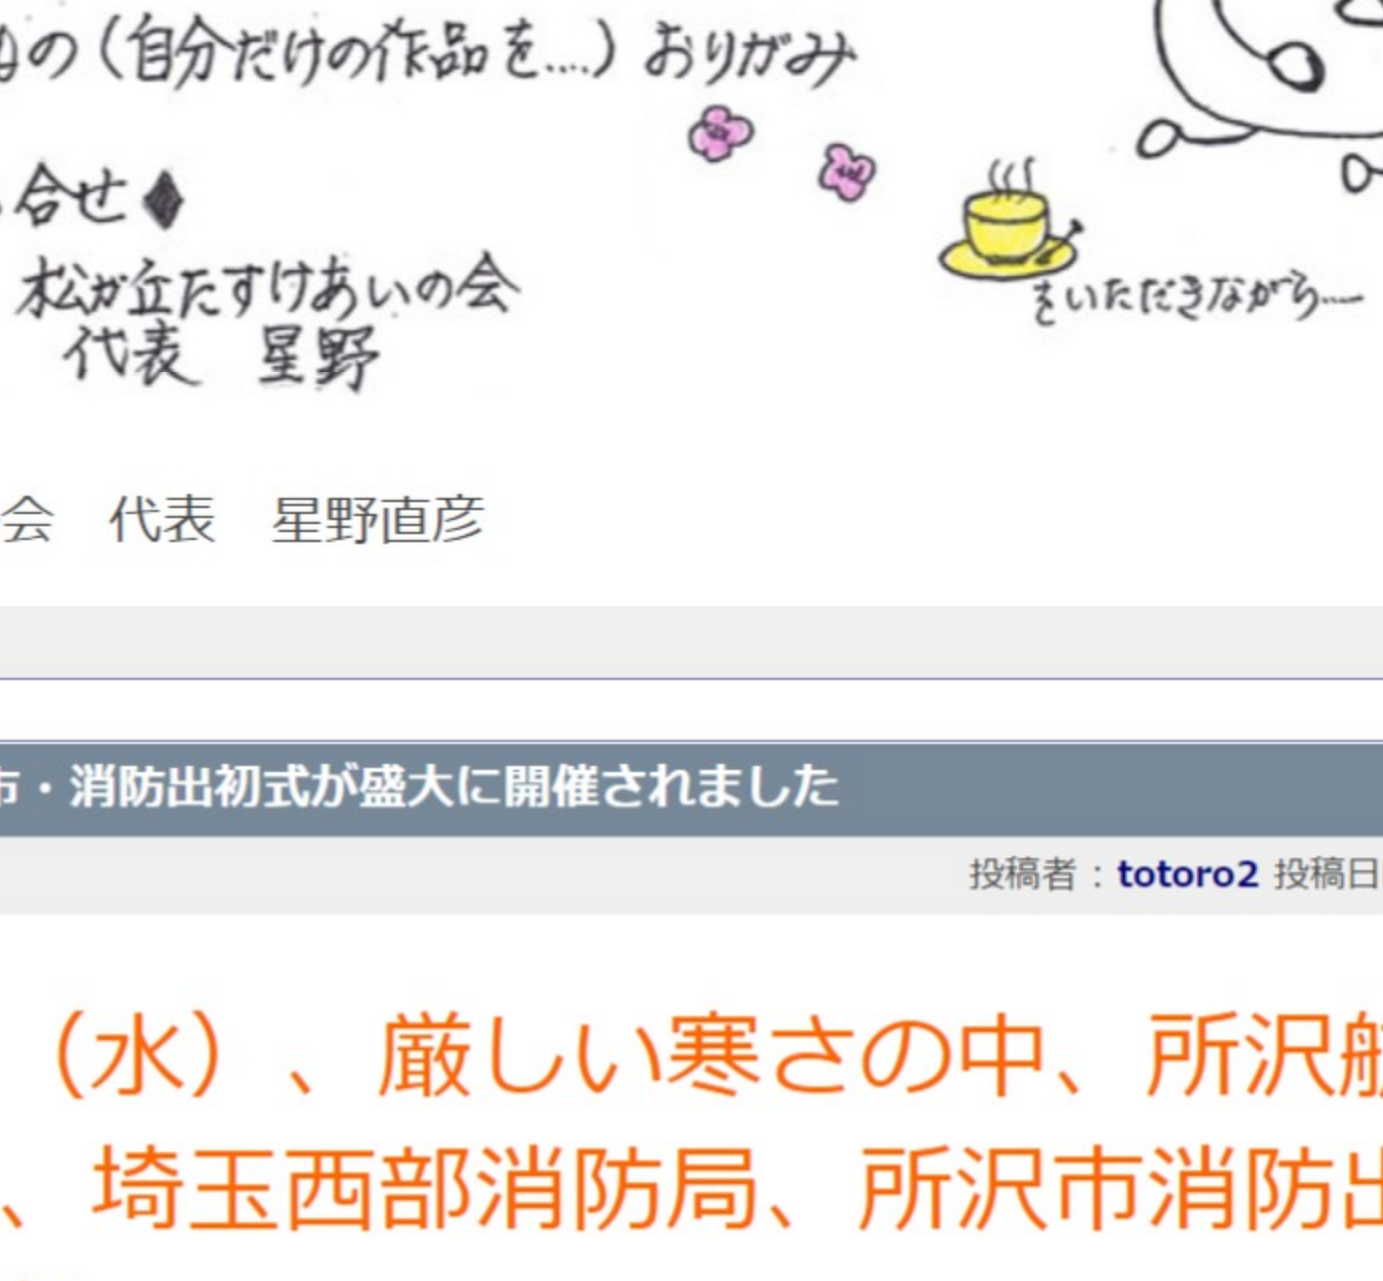 の（自分だけの作品を....）おりがみ
合せ◆
をいただきながら....
松が丘たすけあいの会
代表　星野
会　代表　星野直彦
市・消防出初式が盛大に開催されました
投稿者：totoro2 投稿日
（水）、厳しい寒さの中、所沢航
、埼玉西部消防局、所沢市消防出